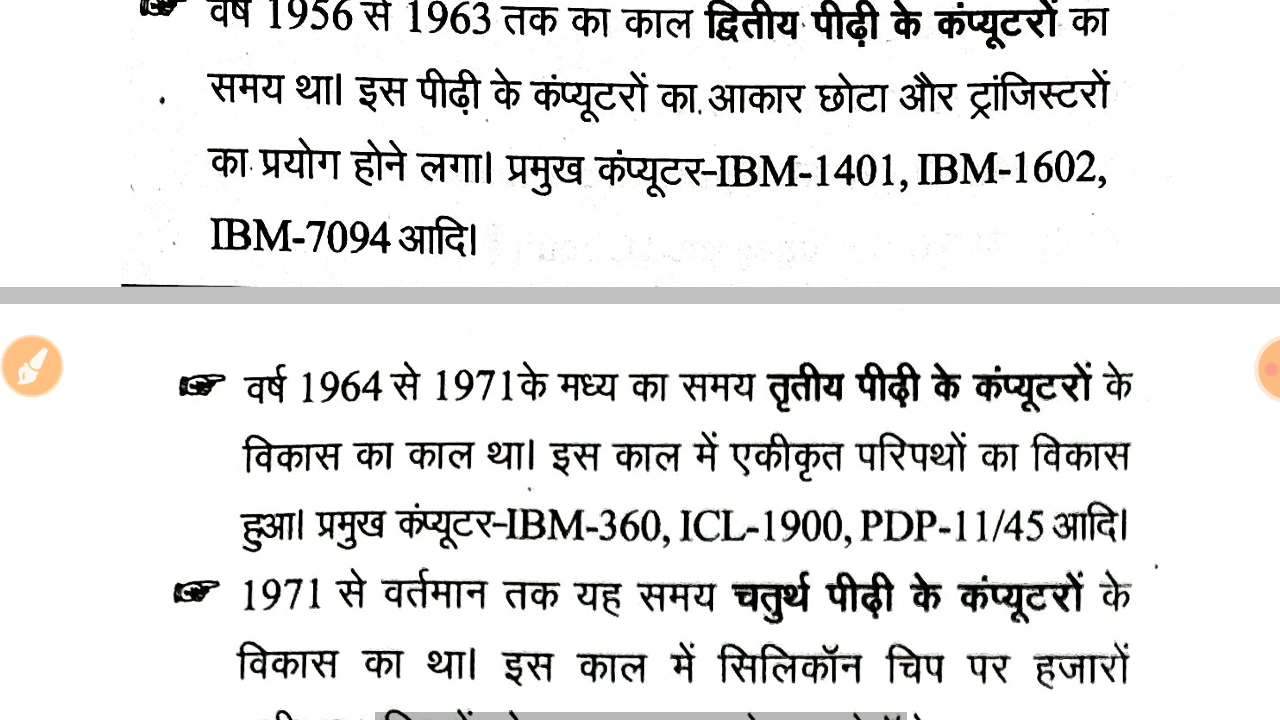 वर्ष 1956 से 1963 तक का काल द्वितीय पीढ़ी के कंप्यूटरों का
समय था। इस पीढ़ी के कंप्यूटरों का आकार छोटा और ट्रांजिस्टरों
का प्रयोग होने लगा। प्रमुख कंप्यूटर-IBM-1401, IBM-1602,
IBM-7094 आदि।
वर्ष 1964 से 1971के मध्य का समय तृतीय पीढ़ी के कंप्यूटरों के
विकास का काल था। इस काल में एकीकृत परिपथों का विकास
हुआ। प्रमुख कंप्यूटर-IBM-360, ICL-1900, PDP-11/45 आदि।
1971 से वर्तमान तक यह समय चतुर्थ पीढ़ी के कंप्यूटरों के
विकास का था। इस काल में सिलिकॉन चिप पर हजारों